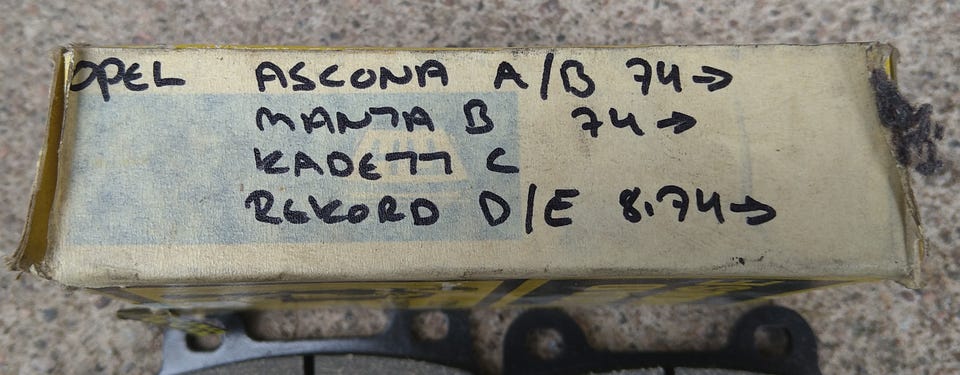 OPEL ASCONA A/B 74→
MANTA B 74→
KADETT C
REKORD D/E 8.74→